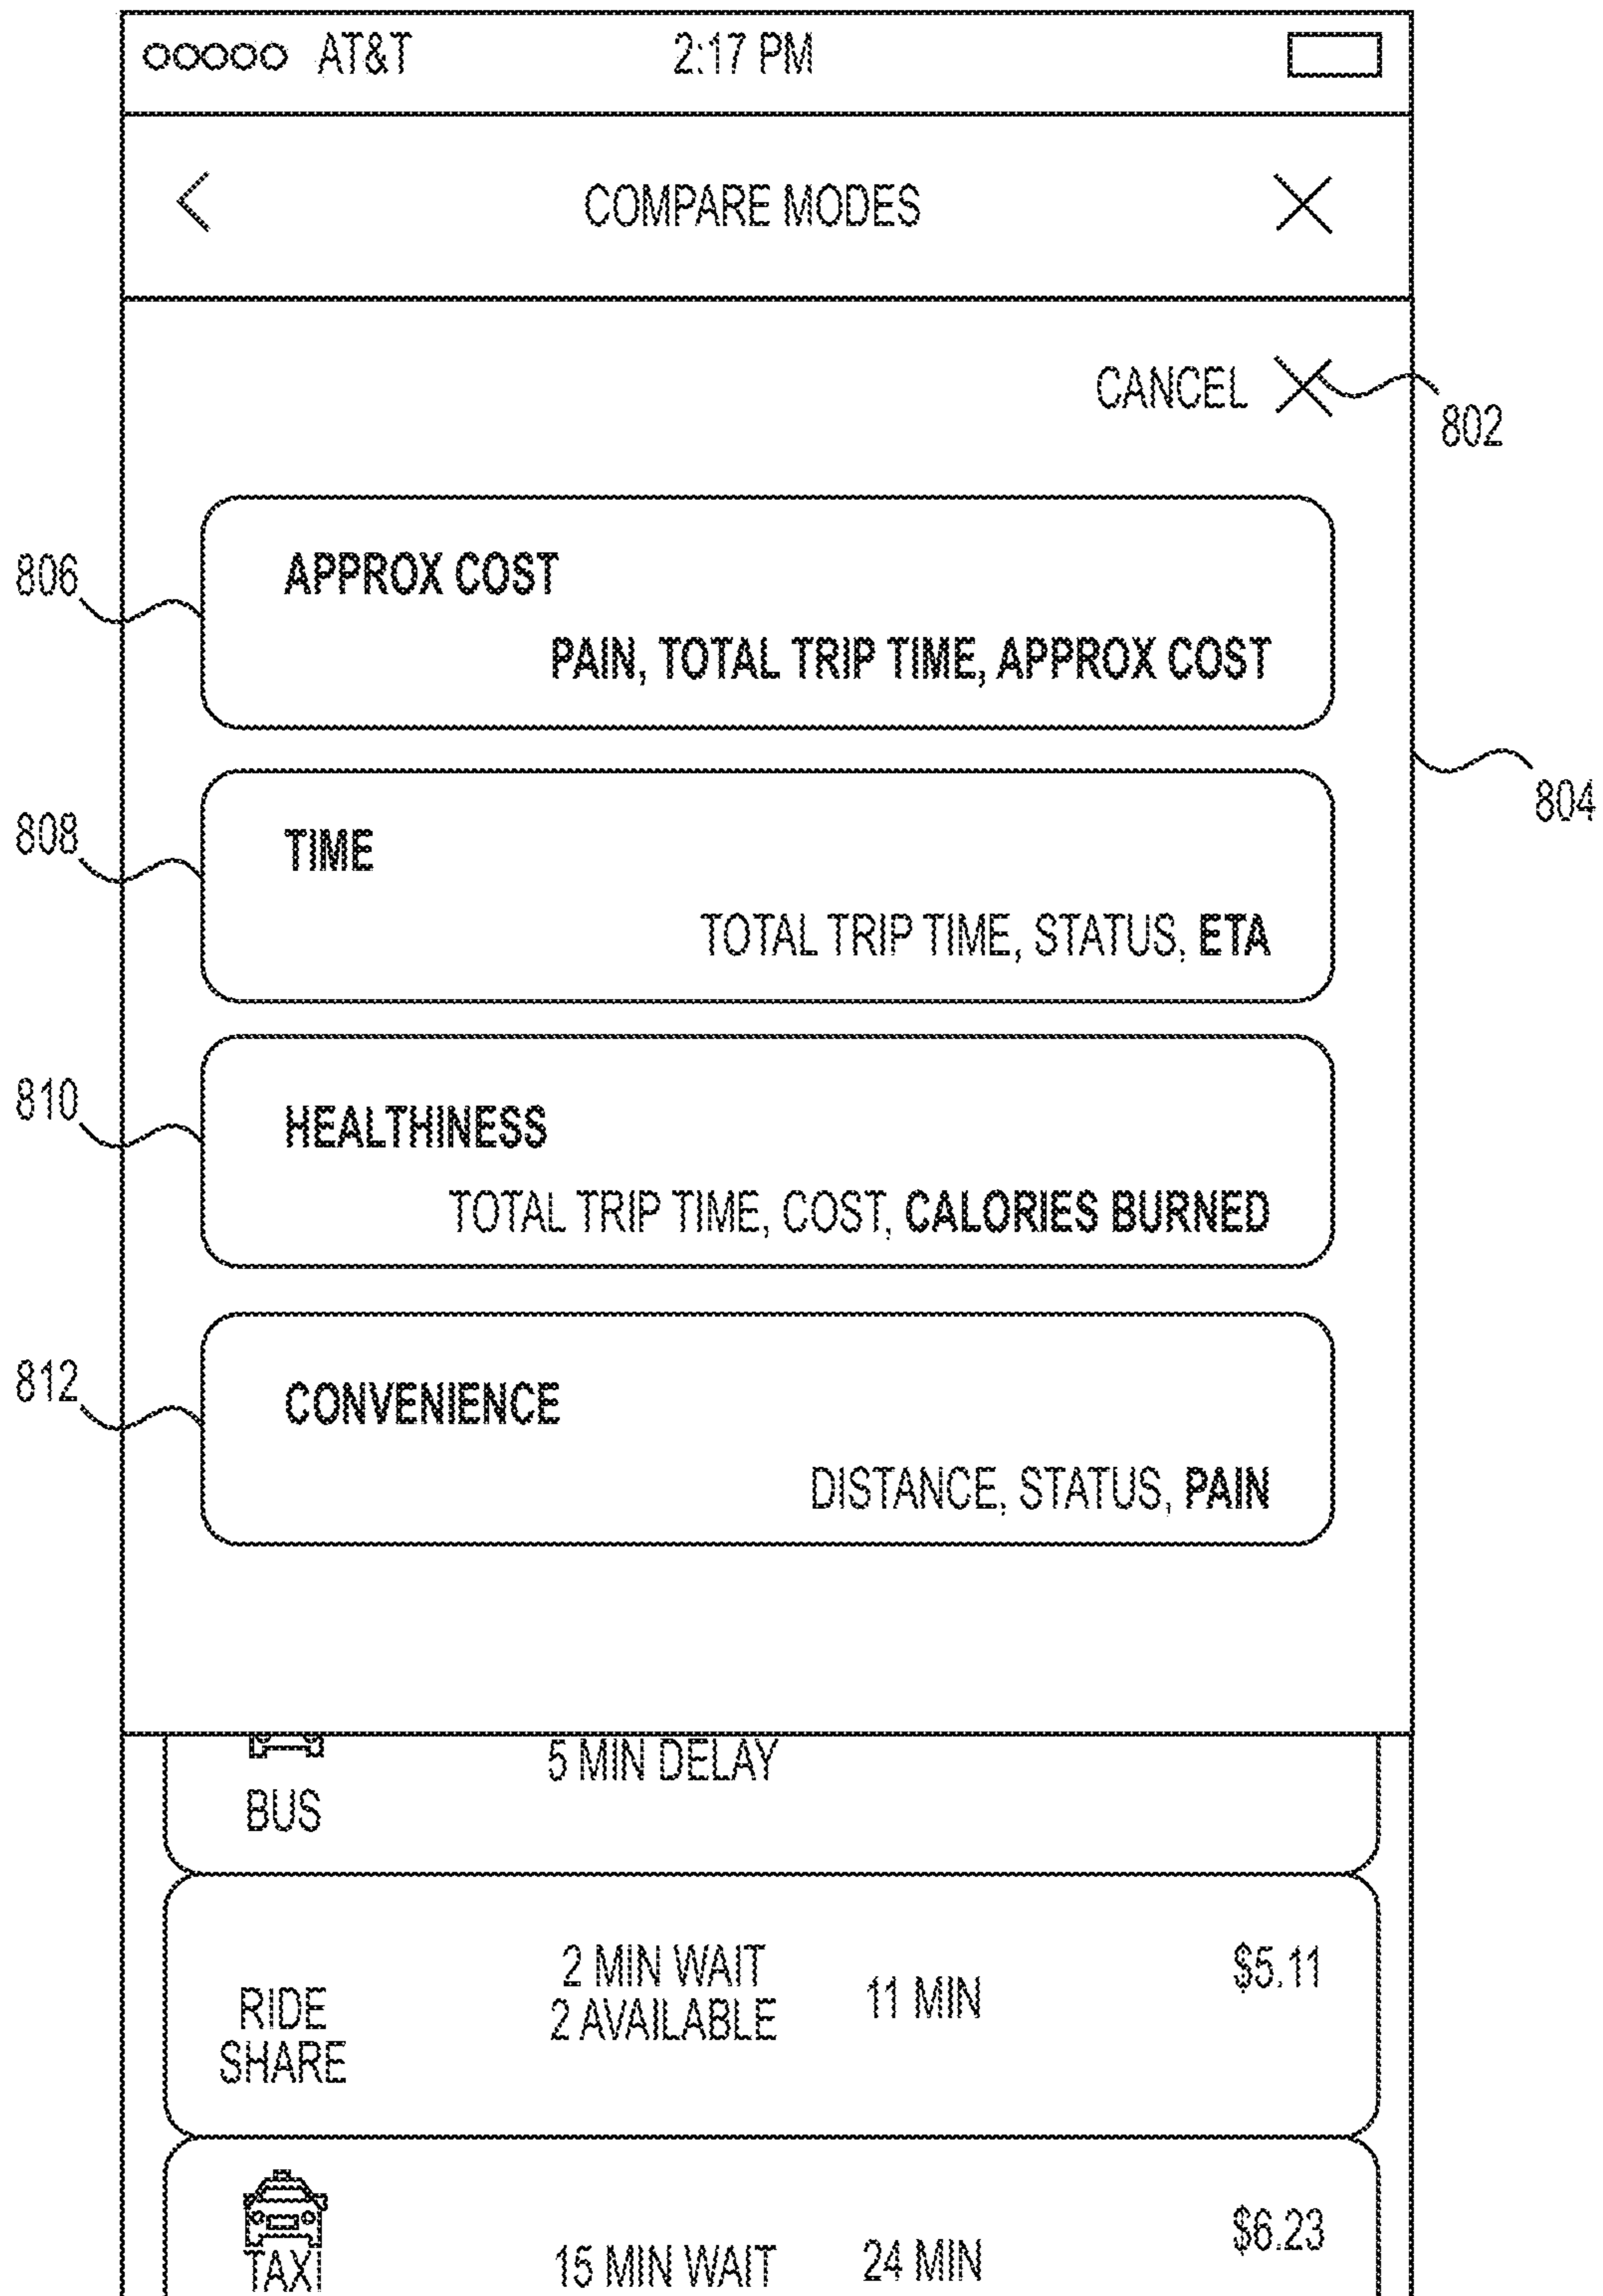 AT&T 2:17 PM
COMPARE MODES
CANCEL
802
806
APPROX COST
PAIN, TOTAL TRIP TIME, APPROX COST
804
808
TIME
TOTAL TRIP TIME, STATUS, ETA
810
HEALTHINESS
TOTAL TRIP TIME, COST, CALORIES BURNED
812
CONVENIENCE
DISTANCE, STATUS, PAIN
5 MIN DELAY
BUS
2 MIN WAIT
2 AVAILABLE
11 MIN
$5.11
RIDE
SHARE
$6.23
TAXI
15 MIN WAIT
24 MIN